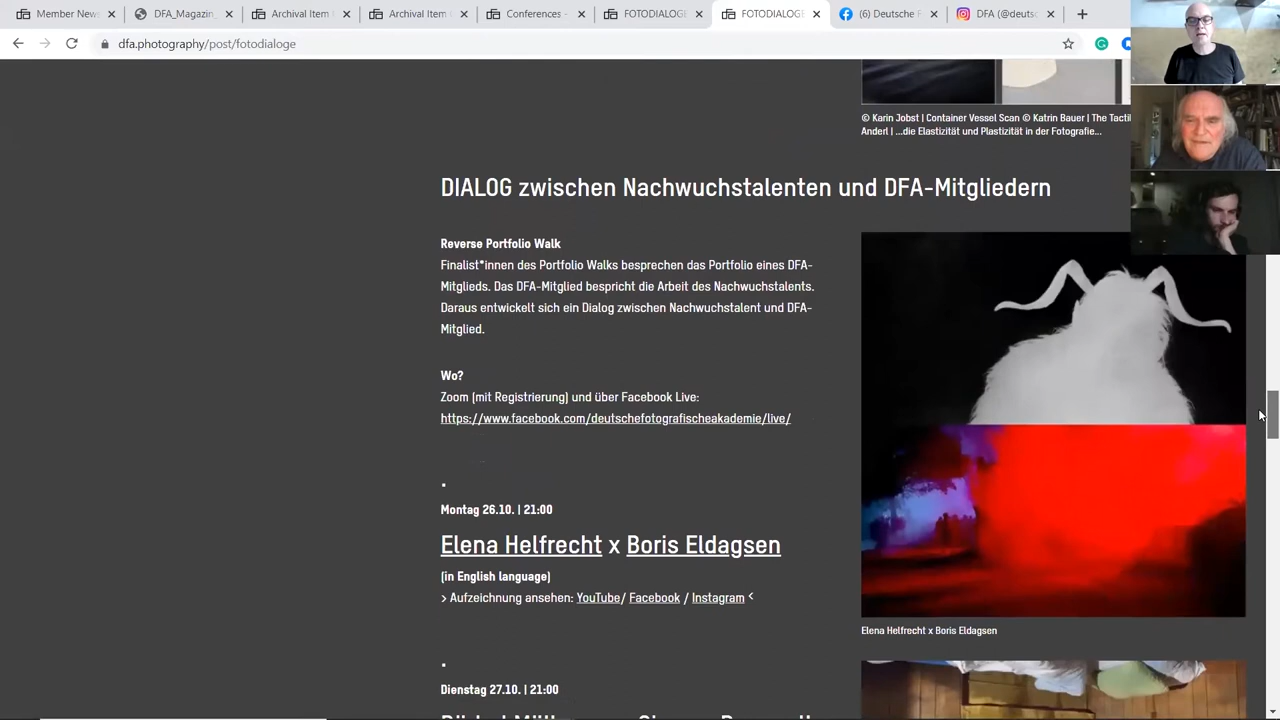 Member News
DFA_Magazin_
Archival Item
Archival Item
Conferences -
FOTODIALOGE
FOTODIALOGE
(6) Deutsche F
DFA (@deuts
dfa.photography/post/fotodialoge
© Karin Jobst | Container Vessel Scan © Katrin Bauer | The Tacti
Anderl | ...die Elastizität und Plastizität in der Fotografie...
DIALOG zwischen Nachwuchstalenten und DFA-Mitgliedern
Reverse Portfolio Walk
Finalist*innen des Portfolio Walks besprechen das Portfolio eines DFA-
Mitglieds. Das DFA-Mitglied bespricht die Arbeit des Nachwuchstalents.
Daraus entwickelt sich ein Dialog zwischen Nachwuchstalent und DFA-
Mitglied.
Wo?
Zoom (mit Registrierung) und über Facebook Live:
https://www.facebook.com/deutschefotografischeakademie/live/
Montag 26.10. | 21:00
Elena Helfrecht x Boris Eldagsen
(in English language)
> Aufzeichnung ansehen: YouTube/ Facebook / Instagram <
Elena Helfrecht x Boris Eldagsen
Dienstag 27.10. | 21:00